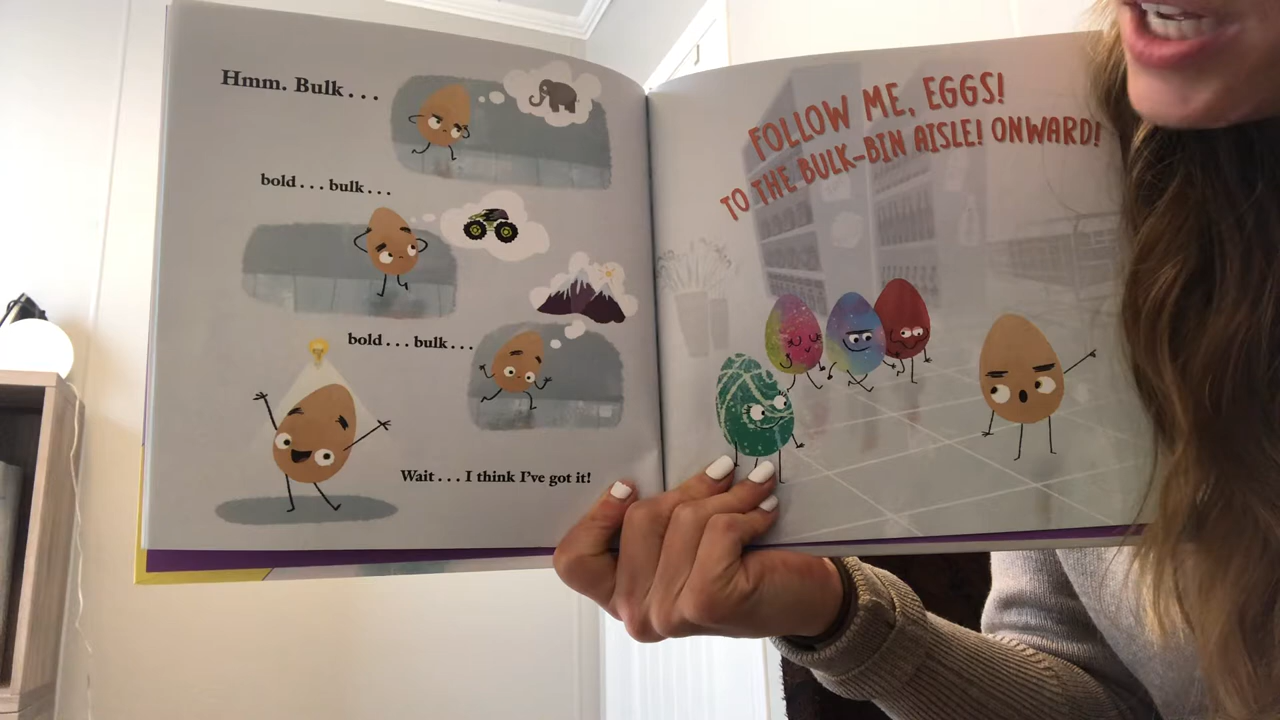 Hmm. Bulk . . .
bold . . . bulk . . .
bold . . . bulk . . .
Wait . . . I think I've got it!
FOLLOW ME, EGGS!
TO THE BULK-BIN AISLE! ONWARD!